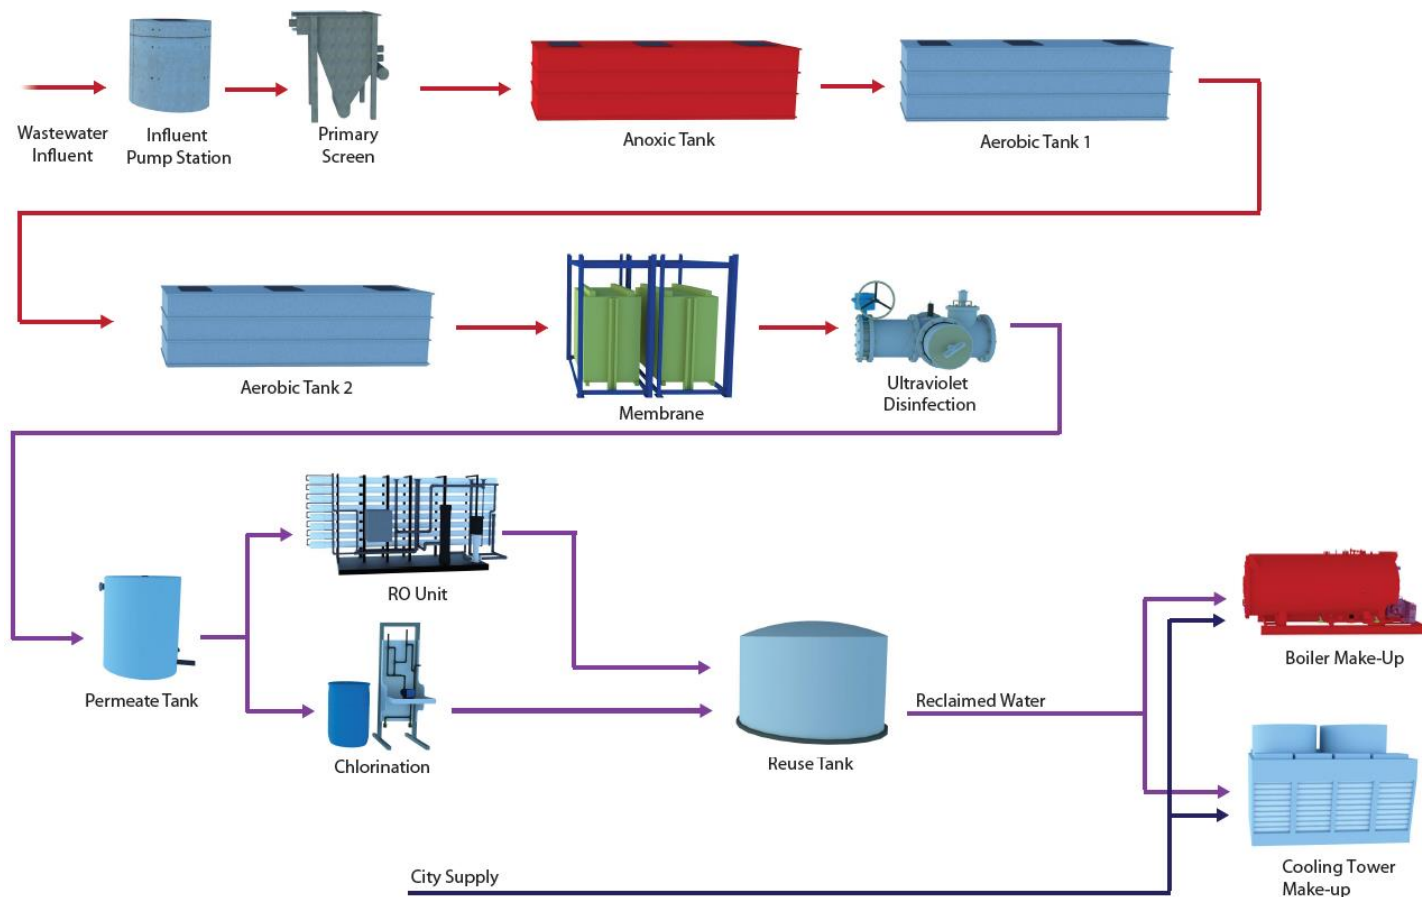 Wastewater
Influent
Influent
Pump Station
Primary
Screen
Anoxic Tank
Aerobic Tank 1
Aerobic Tank 2
Membrane
Ultraviolet
Disinfection
RO Unit
Permeate Tank
Chlorination
Reuse Tank
Reclaimed Water
Boiler Make-Up
City Supply
Cooling Tower
Make-up